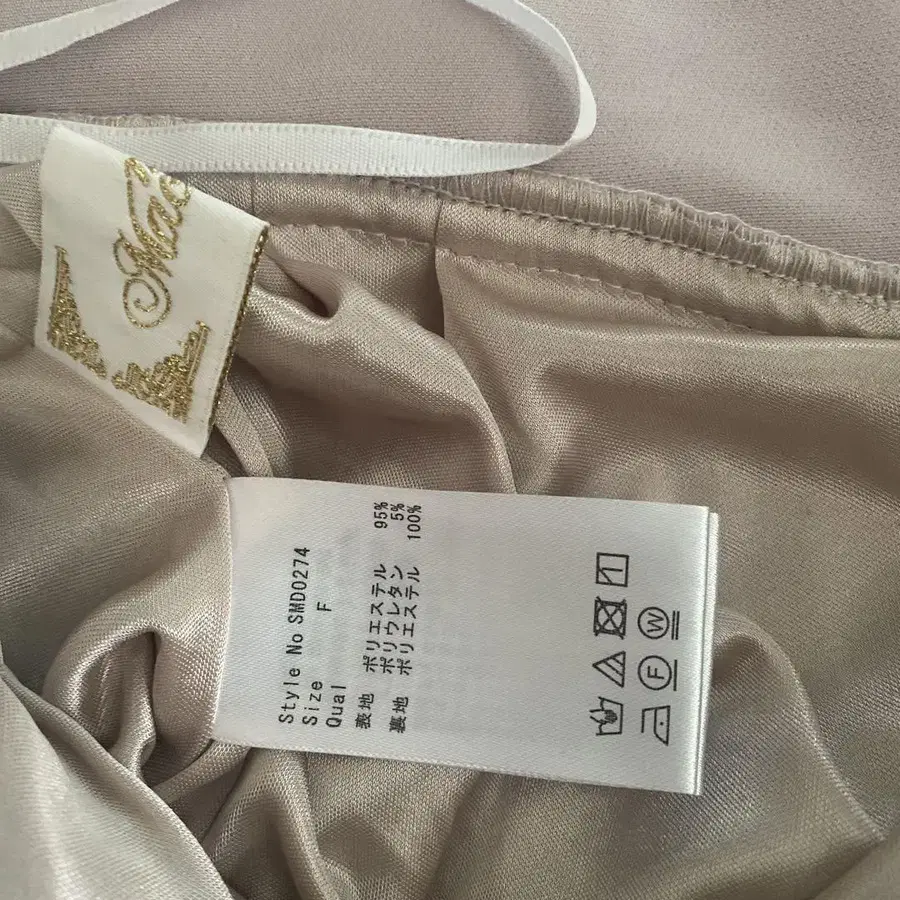 Mae
Style No SMD0274
Size F
Qual
表地 ポリエステル 95%
ポリウレタン 5%
裏地 ポリエステル 100%
W
F